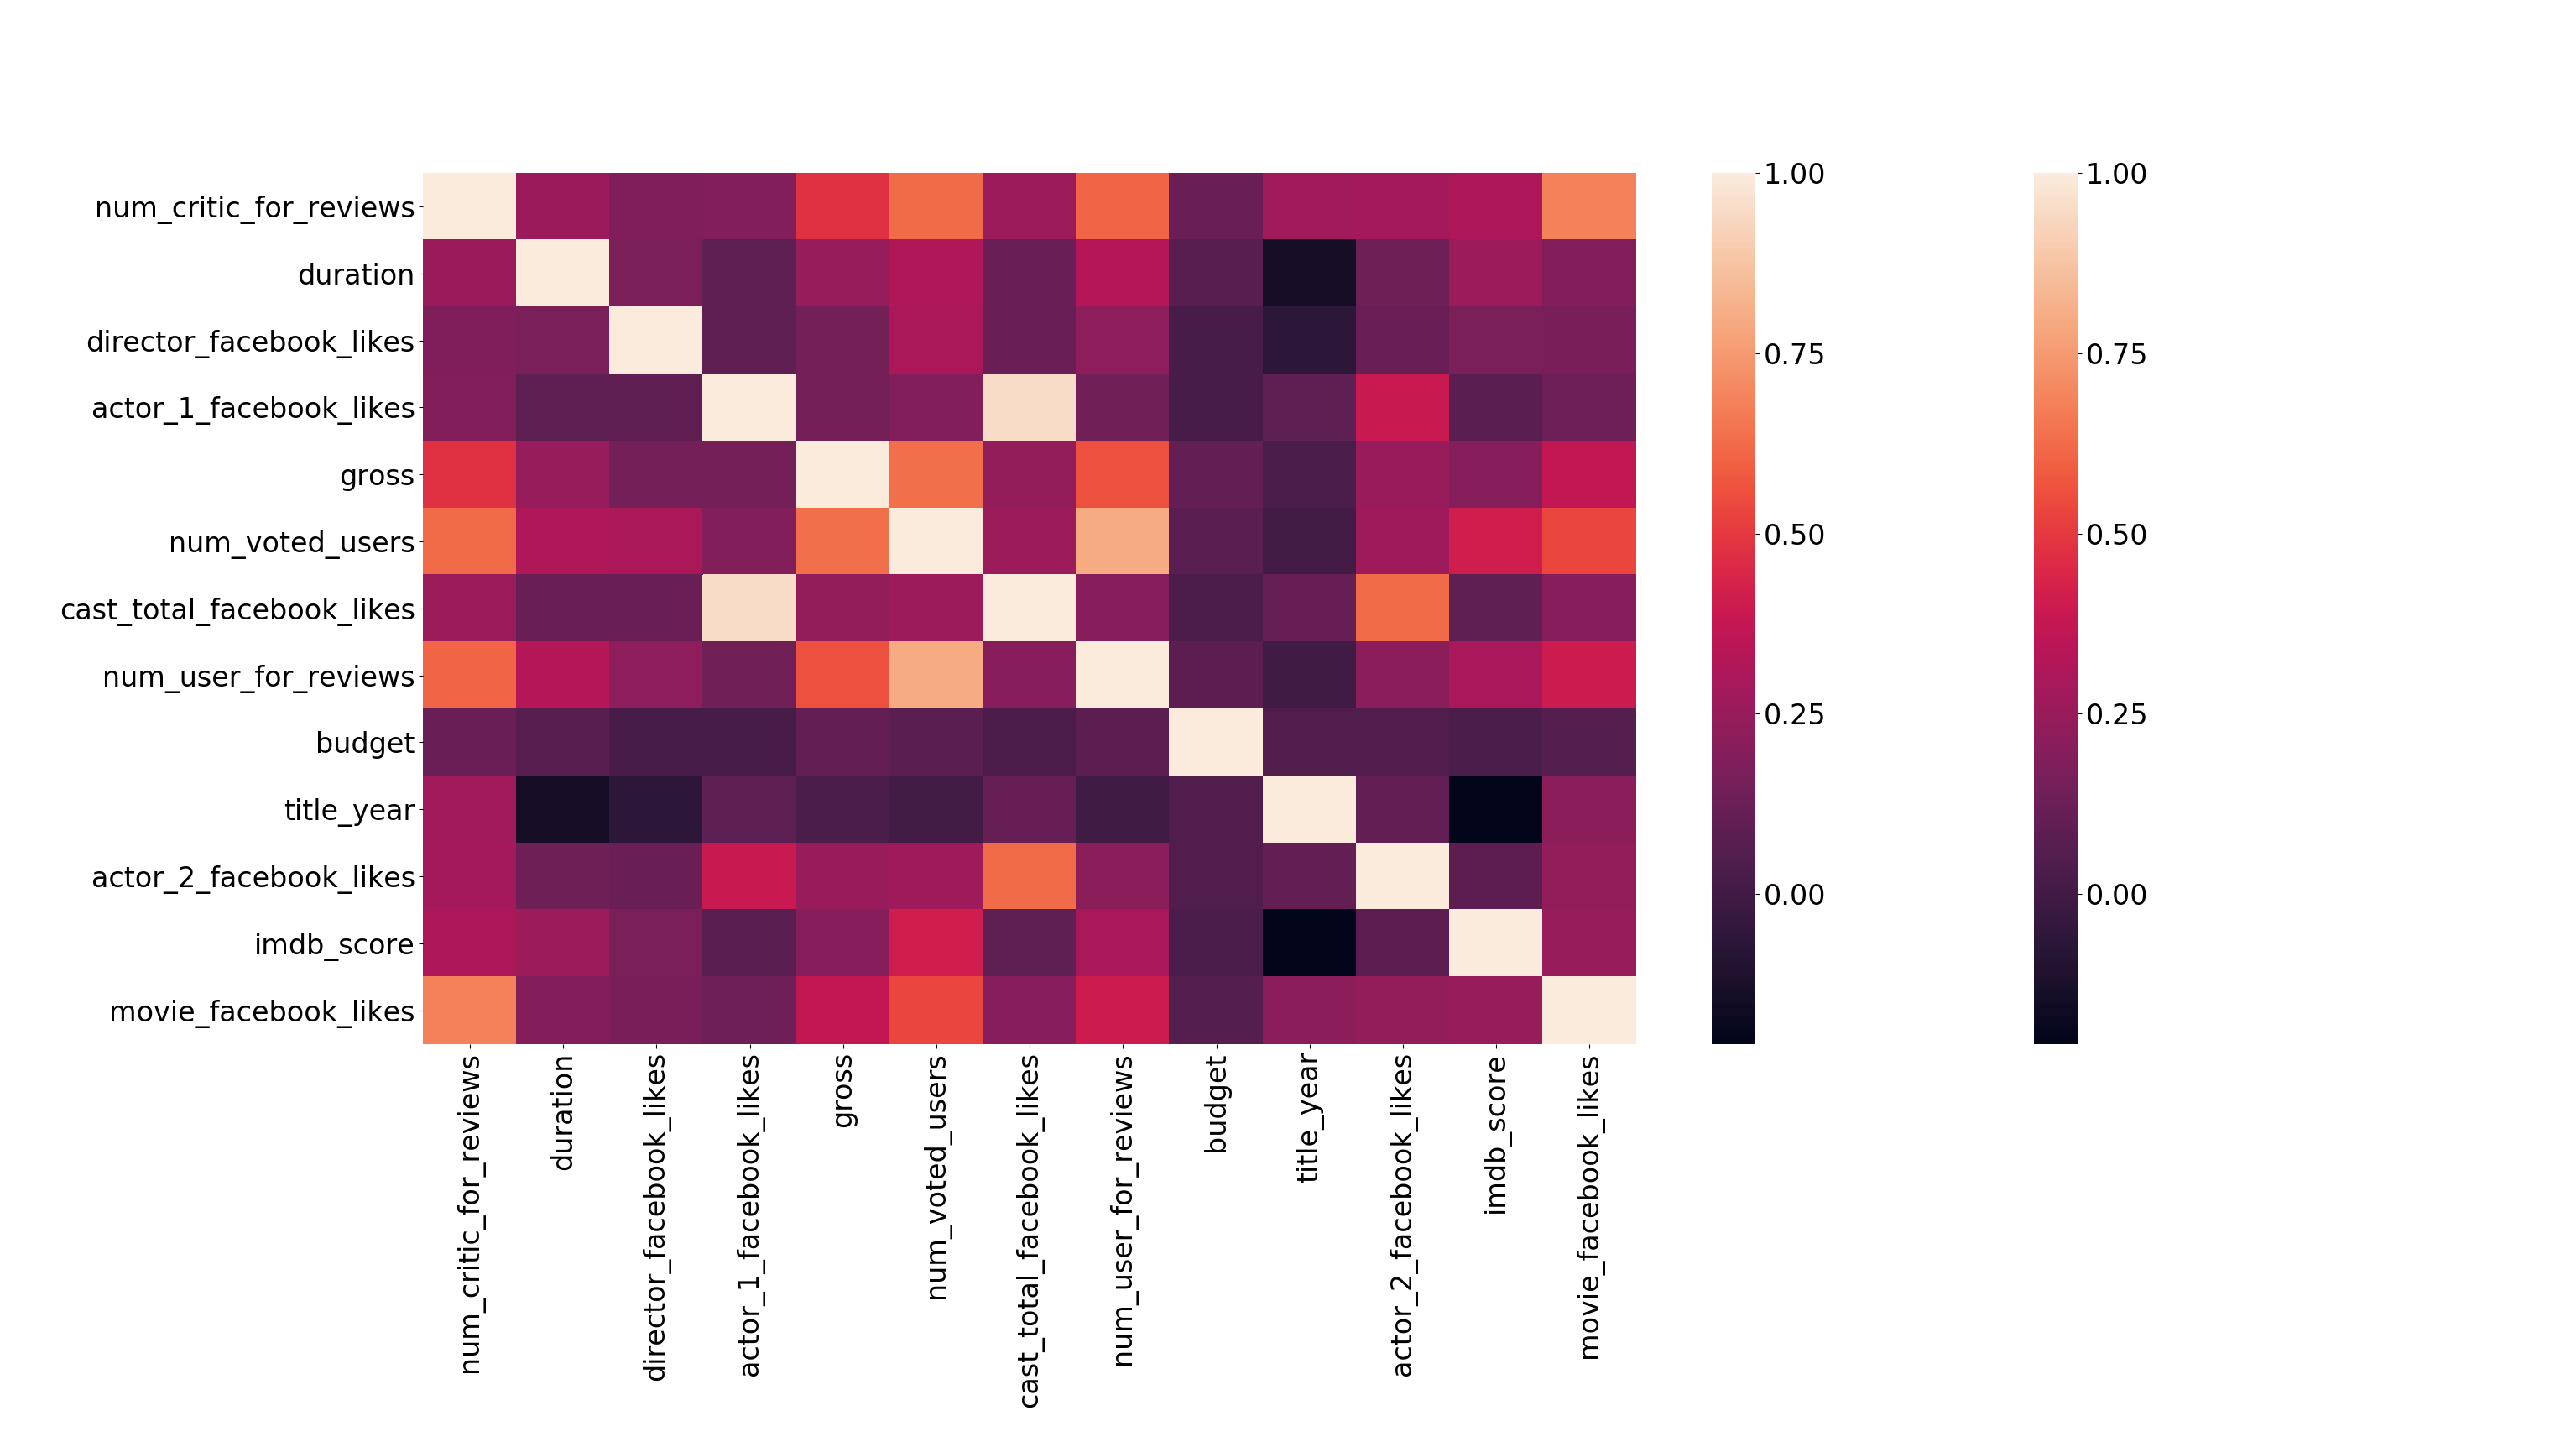 num_critic_for_reviews
duration
director_facebook_likes
actor_1_facebook_likes
gross
num_voted_users
cast_total_facebook_likes
num_user_for_reviews
budget
title_year
actor_2_facebook_likes
imdb_score
movie_facebook_likes
num_critic_for_reviews
duration
director_facebook_likes
actor_1_facebook_likes
gross
num_voted_users
cast_total_facebook_likes
num_user_for_reviews
budget
title_year
actor_2_facebook_likes
imdb_score
movie_facebook_likes
1.00
0.75
0.50
0.25
0.00
1.00
0.75
0.50
0.25
0.00